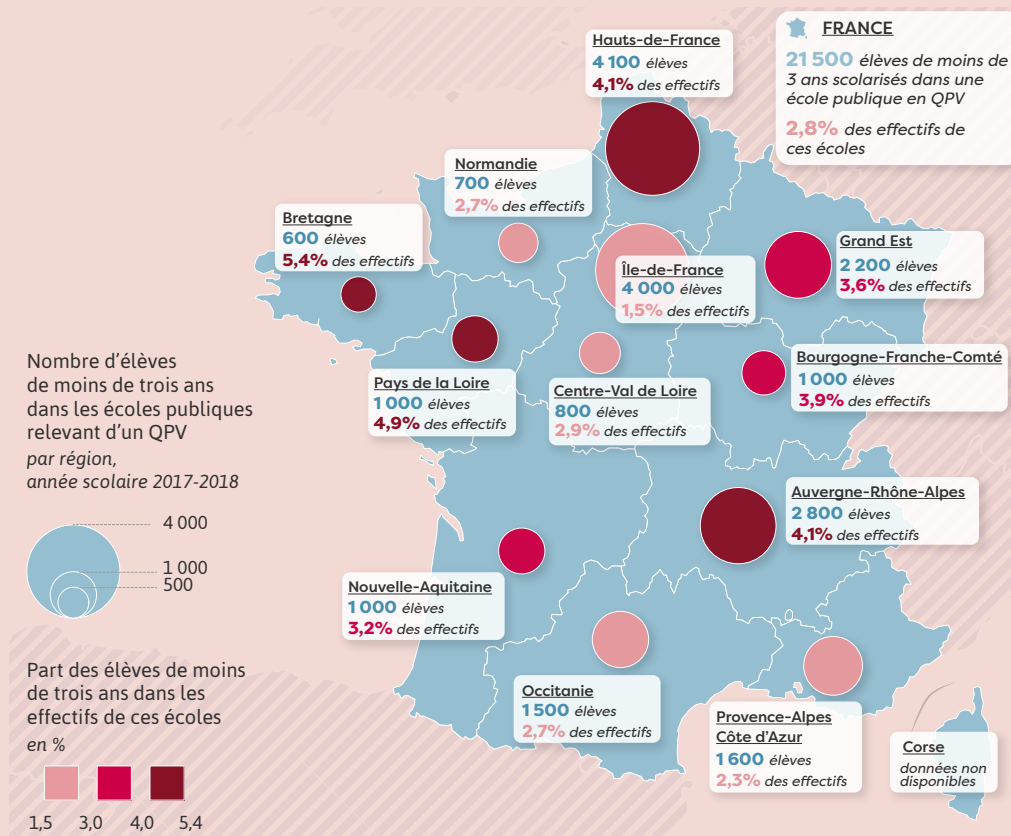 FRANCE
21 500 élèves de moins de
3 ans scolarisés dans une
école publique en QPV
2,8% des effectifs de
ces écoles
Hauts-de-France
4 100 élèves
4,1% des effectifs
Normandie
700 élèves
2,7% des effectifs
Bretagne
600 élèves
5,4% des effectifs
Île-de-France
4 000 élèves
1,5% des effectifs
Grand Est
2 200 élèves
3,6% des effectifs
Pays de la Loire
1 000 élèves
4,9% des effectifs
Centre-Val de Loire
800 élèves
2,9% des effectifs
Bourgogne-Franche-Comté
1 000 élèves
3,9% des effectifs
Auvergne-Rhône-Alpes
2 800 élèves
4,1% des effectifs
Nouvelle-Aquitaine
1 000 élèves
3,2% des effectifs
Occitanie
1 500 élèves
2,7% des effectifs
Provence-Alpes
Côte d'Azur
1 600 élèves
2,3% des effectifs
Corse
données non
disponibles
Nombre d'élèves
de moins de trois ans
dans les écoles publiques
relevant d'un QPV
par région,
année scolaire 2017-2018
4 000
1 000
500
Part des élèves de moins
de trois ans dans les
effectifs de ces écoles
en %
1,5 3,0 4,0 5,4